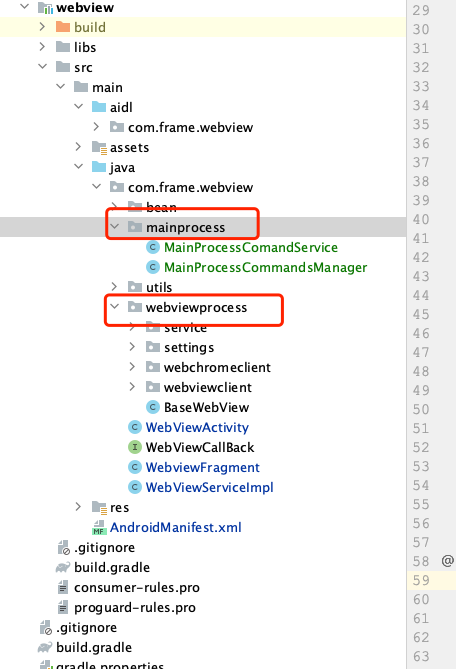 webview
build
libs
src
main
aidl
com.frame.webview
assets
java
com.frame.webview
bean
mainprocess
MainProcessComandService
MainProcessCommandsManager
utils
webviewprocess
service
settings
webchromeclient
webviewclient
BaseWebView
WebViewActivity
WebViewCallBack
WebviewFragment
WebViewServiceImpl
res
AndroidManifest.xml
.gitignore
build.gradle
consumer-rules.pro
proguard-rules.pro
.gitignore
build.gradle
gradle.properties
29
30
31
32
33
34
35
36
37
38
39
40
41
42
43
44
45
46
47
48
49
50
51
52
53
54
55
56
57
58 @
59
60
61
62
63